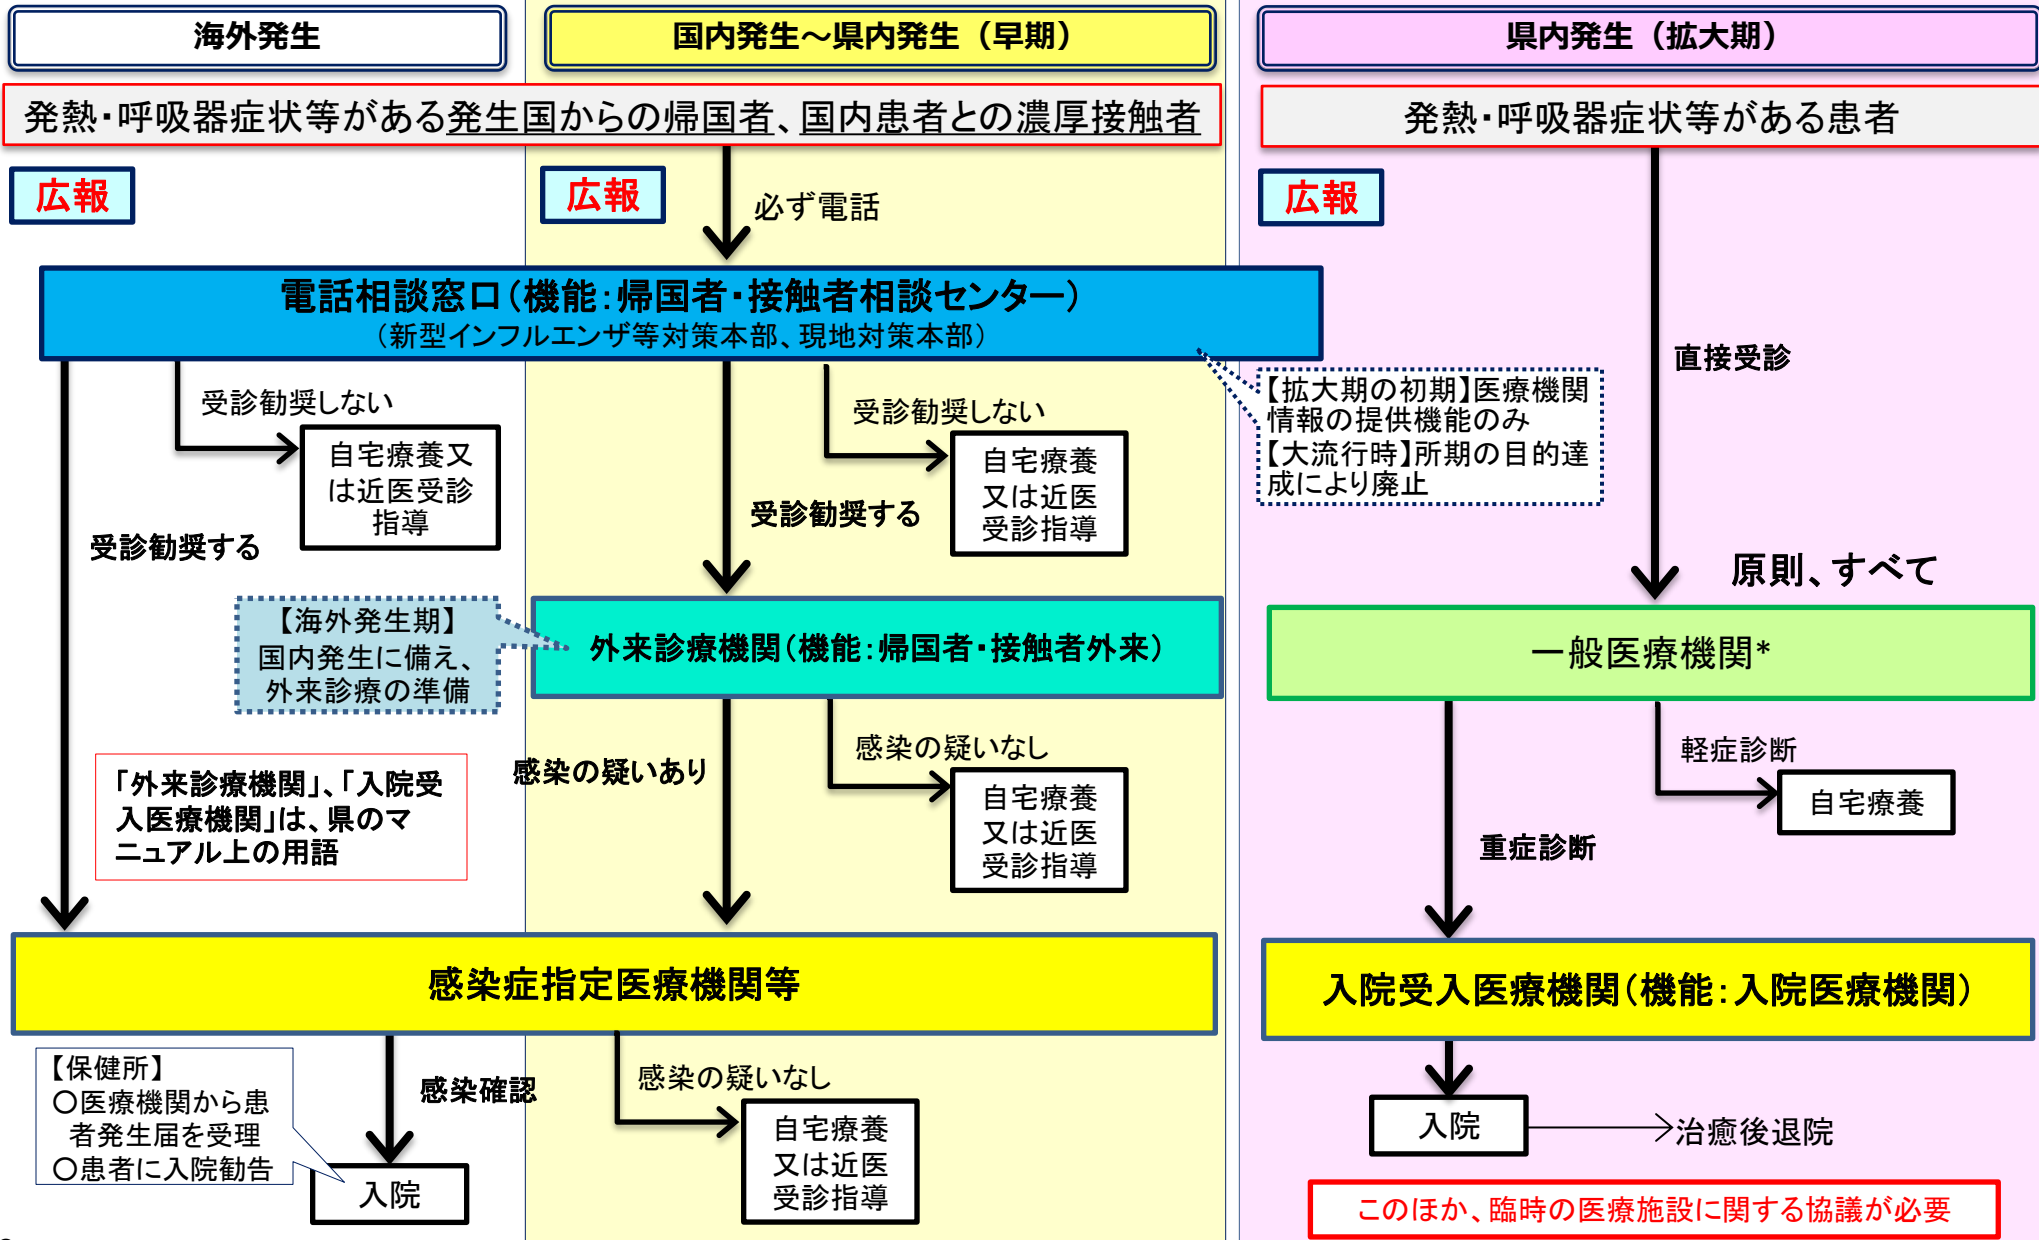 海外発生
国内発生～県内発生（早期）
県内発生（拡大期）
発熱・呼吸器症状等がある発生国からの帰国者、国内患者との濃厚接触者
発熱・呼吸器症状等がある患者
広報
広報
広報
必ず電話
電話相談窓口（機能：帰国者・接触者相談センター）
（新型インフルエンザ等対策本部、現地対策本部）
直接受診
【拡大期の初期】医療機関
情報の提供機能のみ
【大流行時】所期の目的達
成により廃止
受診勧奨しない
自宅療養又
は近医受診
指導
受診勧奨する
受診勧奨しない
自宅療養
又は近医
受診指導
受診勧奨する
原則、すべて
【海外発生期】
国内発生に備え、
外来診療の準備
外来診療機関（機能：帰国者・接触者外来）
一般医療機関*
感染の疑いなし
感染の疑いあり
自宅療養
又は近医
受診指導
軽症診断
自宅療養
重症診断
「外来診療機関」、「入院受
入医療機関」は、県のマ
ニュアル上の用語
感染症指定医療機関等
入院受入医療機関（機能：入院医療機関）
【保健所】
○医療機関から患
者発生届を受理
○患者に入院勧告
感染確認
入院
感染の疑いなし
自宅療養
又は近医
受診指導
入院
治癒後退院
このほか、臨時の医療施設に関する協議が必要